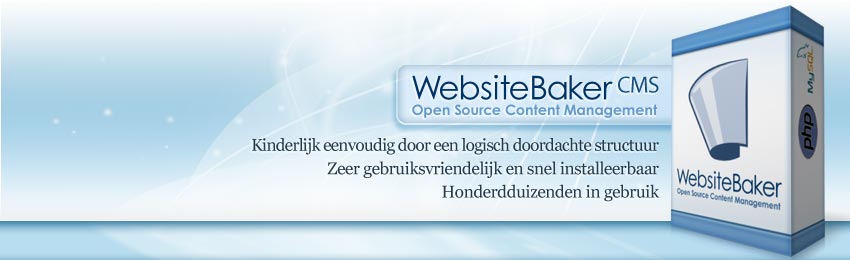 WebsiteBaker CMS
Open Source Content Management
Kinderlijk eenvoudig door een logisch doordachte structuur
Zeer gebruiksvriendelijk en snel installeerbaar
Honderdduizenden in gebruik
MySQL
php
WebsiteBaker
Open Source Content Management